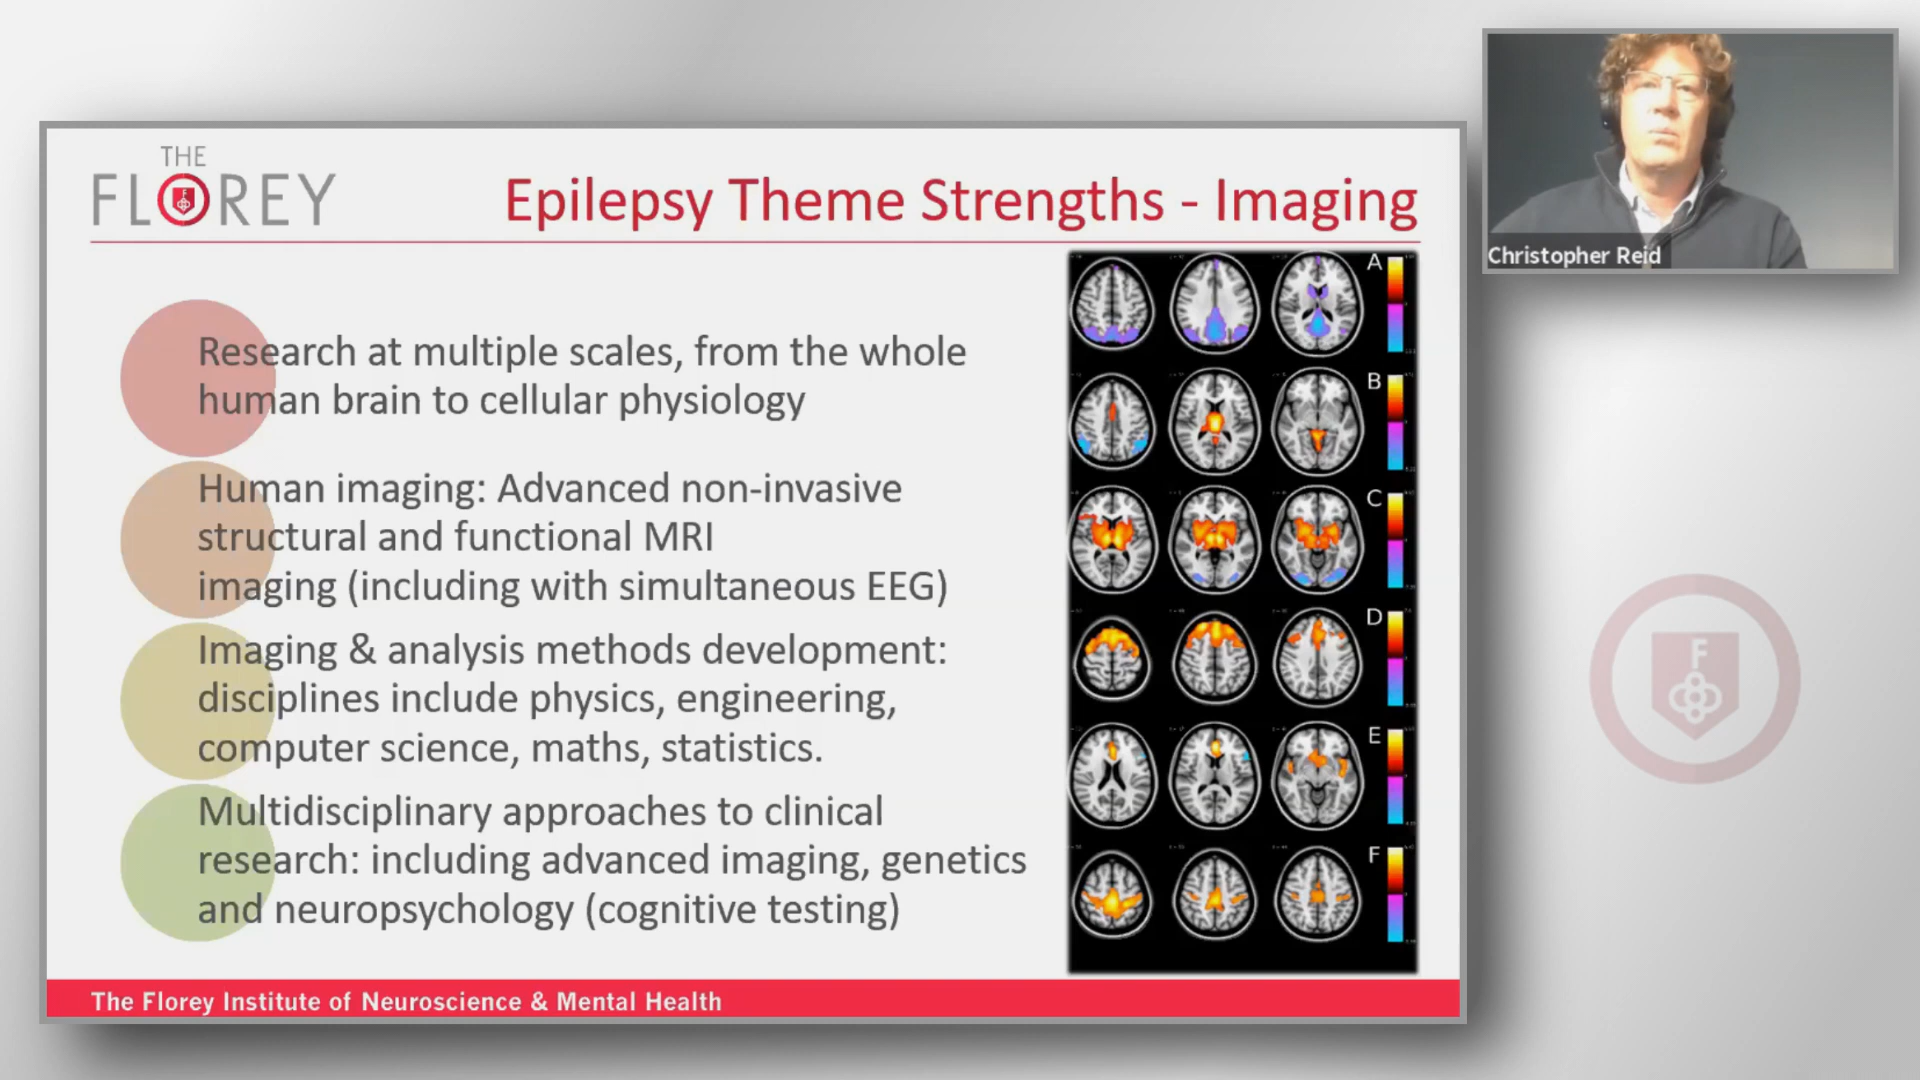 THE
FLOREY
Epilepsy Theme Strengths - Imaging
Research at multiple scales, from the whole
human brain to cellular physiology
Human imaging: Advanced non-invasive
structural and functional MRI
imaging (including with simultaneous EEG)
Imaging & analysis methods development:
disciplines include physics, engineering,
computer science, maths, statistics.
Multidisciplinary approaches to clinical
research: including advanced imaging, genetics
and neuropsychology (cognitive testing)
A
B
C
D
E
F
The Florey Institute of Neuroscience & Mental Health
Christopher Reid
F